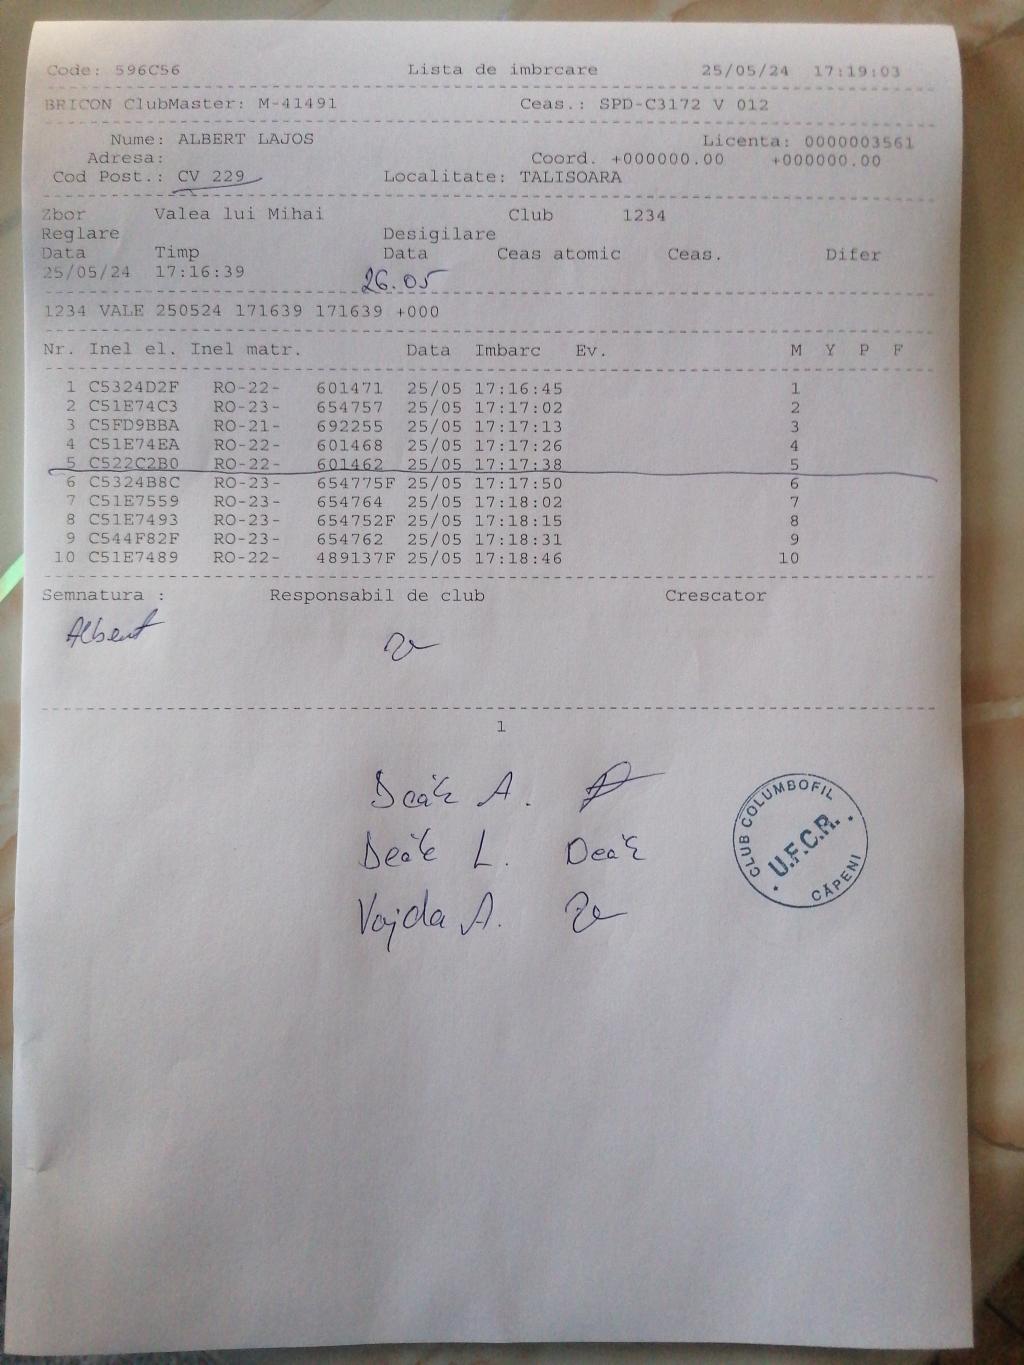 Code: 596C56 Lista de imbrcare 25/05/24 17:19:03
BRICON ClubMaster: M-41491 Ceas.: SPD-C3172 V 012
Nume: ALBERT LAJOS Licenta: 0000003561
Adresa: Coord. +000000.00 +000000.00
Cod Post.: CV 229 Localitate: TALISOARA
Zbor Valea lui Mihai Club 1234
Reglare Desigilare
Data Timp Data Ceas atomic Ceas. Difer
25/05/24 17:16:39 26.05
1234 VALE 250524 171639 171639 +000
Nr. Inel el. Inel matr. Data Imbarc Ev. M Y P F
1 C5324D2F RO-22- 601471 25/05 17:16:45 1
2 C51E74C3 RO-23- 654757 25/05 17:17:02 2
3 C5FD9BBA RO-21- 692255 25/05 17:17:13 3
4 C51E74EA RO-22- 601468 25/05 17:17:26 4
5 C522C2B0 RO-22- 601462 25/05 17:17:38 5
6 C5324B8C RO-23- 654775F 25/05 17:17:50 6
7 C51E7559 RO-23- 654764 25/05 18:18:02 7
8 C51E7493 RO-23- 654752F 25/05 17:18:15 8
9 C544F82F RO-23- 654762 25/05 17:18:31 9
10 C51E7489 RO-22- 489137F 25/05 17:18:46 10
Semnatura : Responsabil de club Crescator
Albert
1
Deák A.
Deák L. Deák
Vajda A.
CLUB COLUMBOFIL
U.F.C.R.
CĂPENI